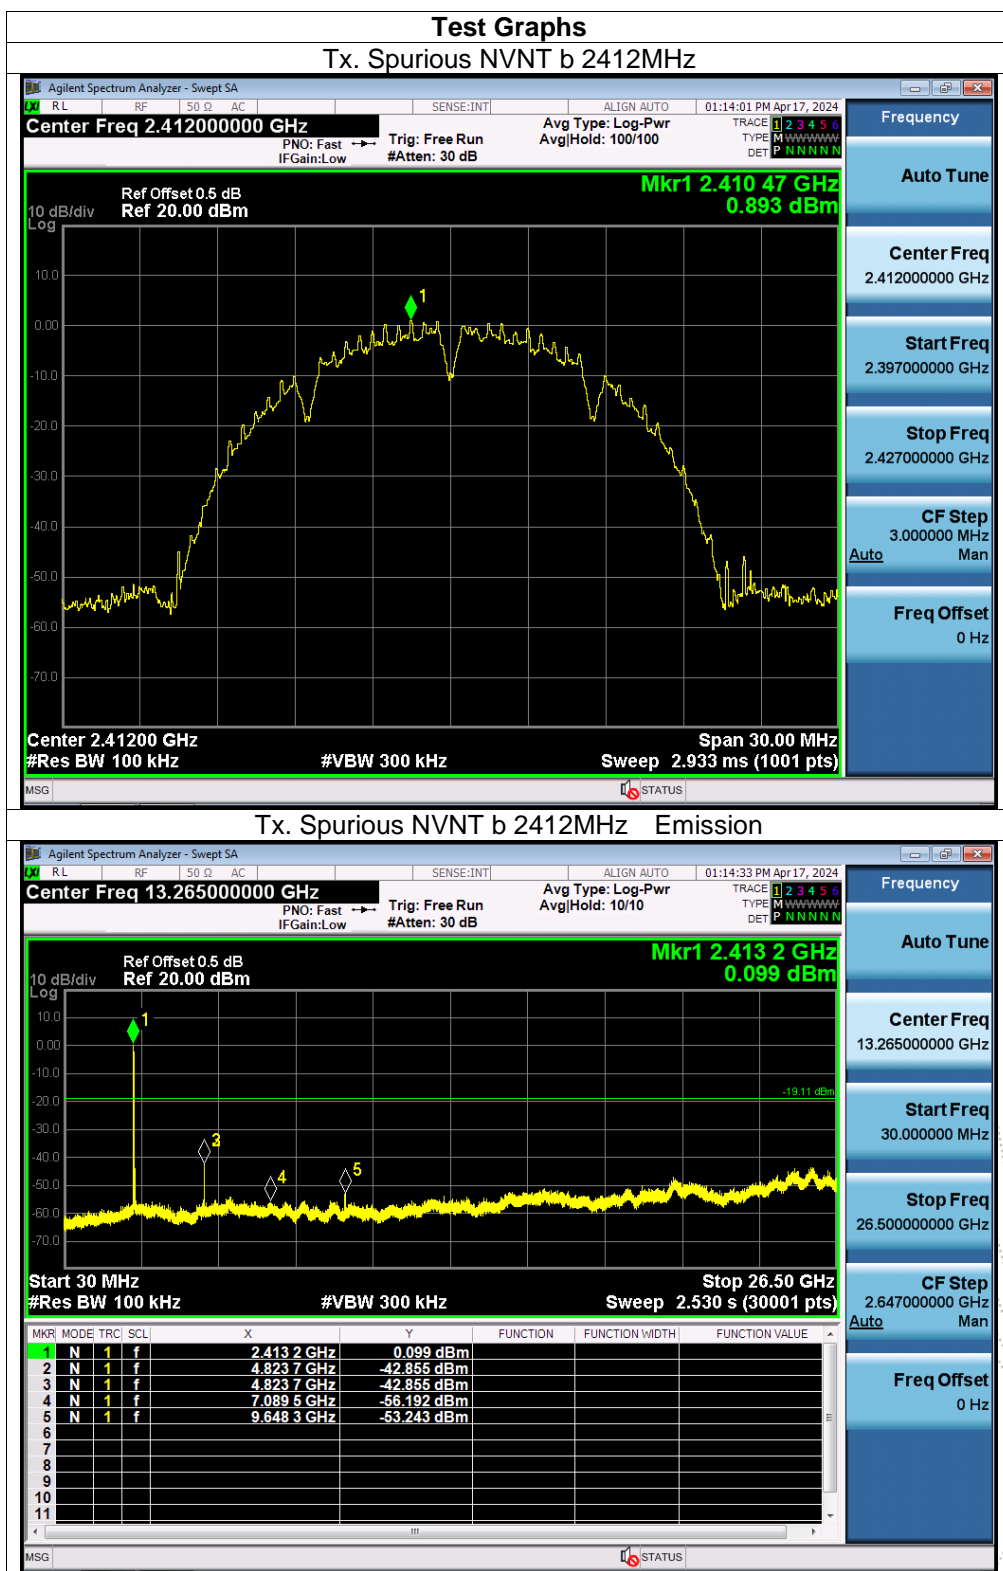 Test Graphs
Tx. Spurious NVNT b 2412MHz
Agilent Spectrum Analyzer - Swept SA
LXI RL RF 50 Ω AC SENSE:INT ALIGN AUTO 01:14:01 PM Apr 17, 2024
Center Freq 2.412000000 GHz
PNO: Fast
IFGain:Low
Trig: Free Run
#Atten: 30 dB
Avg Type: Log-Pwr
Avg|Hold: 100/100
TRACE 1 2 3 4 5 6
TYPE M WWWWW
DET P N N N N N
Frequency
Auto Tune
Center Freq
2.412000000 GHz
Start Freq
2.397000000 GHz
Stop Freq
2.427000000 GHz
CF Step
3.000000 MHz
Auto Man
Freq Offset
0 Hz
Mkr1 2.410 47 GHz
0.893 dBm
Ref Offset 0.5 dB
10 dB/div Ref 20.00 dBm
Log
10.0
0.00
-10.0
-20.0
-30.0
-40.0
-50.0
-60.0
-70.0
1
Center 2.41200 GHz Span 30.00 MHz
#Res BW 100 kHz #VBW 300 kHz Sweep 2.933 ms (1001 pts)
MSG STATUS
Tx. Spurious NVNT b 2412MHz Emission
Agilent Spectrum Analyzer - Swept SA
LXI RL RF 50 Ω AC SENSE:INT ALIGN AUTO 01:14:33 PM Apr 17, 2024
Center Freq 13.265000000 GHz
PNO: Fast
IFGain:Low
Trig: Free Run
#Atten: 30 dB
Avg Type: Log-Pwr
Avg|Hold: 10/10
TRACE 1 2 3 4 5 6
TYPE M WWWWW
DET P N N N N N
Frequency
Auto Tune
Center Freq
13.265000000 GHz
Start Freq
30.000000 MHz
Stop Freq
26.500000000 GHz
CF Step
2.647000000 GHz
Auto Man
Freq Offset
0 Hz
Mkr1 2.413 2 GHz
0.099 dBm
Ref Offset 0.5 dB
10 dB/div Ref 20.00 dBm
Log
10.0
0.00
-10.0
-20.0
-30.0
-40.0
-50.0
-60.0
-70.0
1
3
4
5
-19.11 dBm
Start 30 MHz Stop 26.50 GHz
#Res BW 100 kHz #VBW 300 kHz Sweep 2.530 s (30001 pts)
MKR MODE TRC SCL X Y FUNCTION FUNCTION WIDTH FUNCTION VALUE
1 N 1 f 2.413 2 GHz 0.099 dBm
2 N 1 f 4.823 7 GHz -42.855 dBm
3 N 1 f 4.823 7 GHz -42.855 dBm
4 N 1 f 7.089 5 GHz -56.192 dBm
5 N 1 f 9.648 3 GHz -53.243 dBm
6
7
8
9
10
11
MSG STATUS